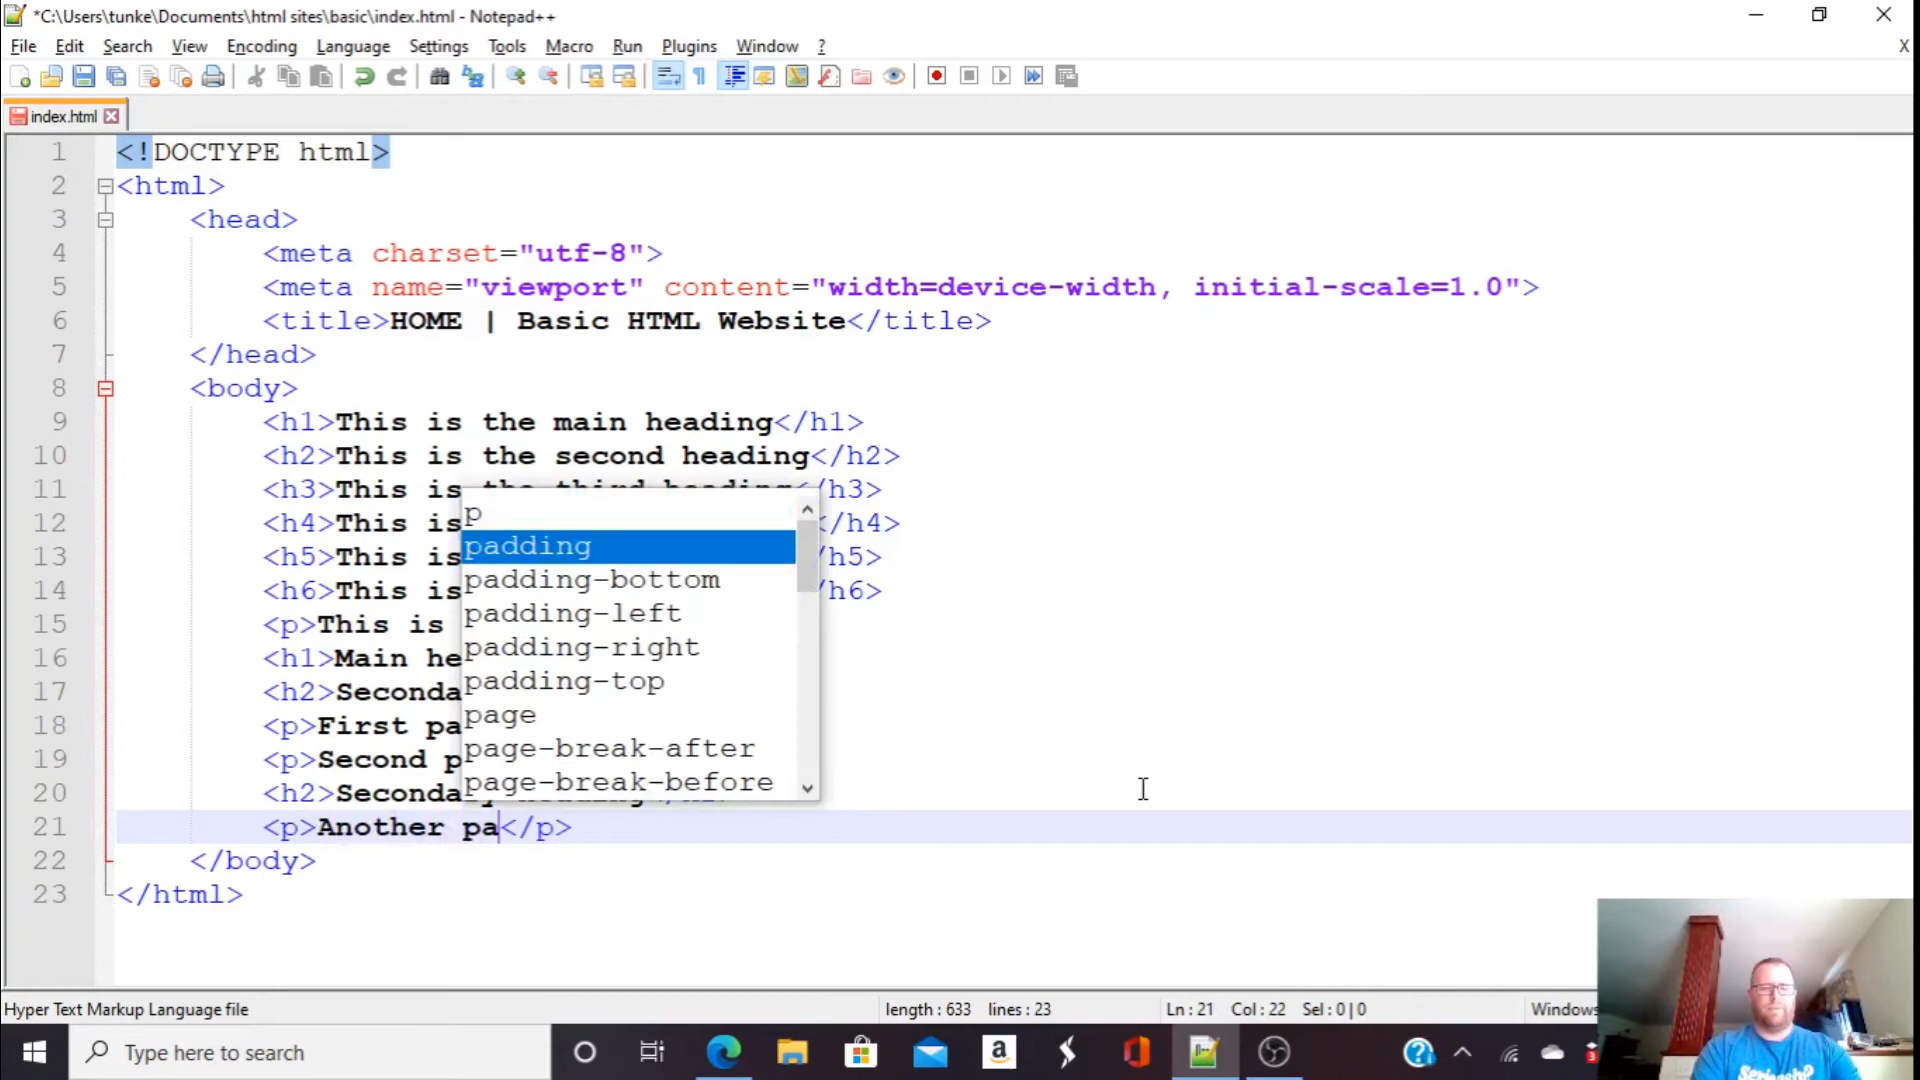 *C:\Users\tunke\Documents\html sites\basic\index.html - Notepad++
File Edit Search View Encoding Language Settings Tools Macro Run Plugins Window ? X
index.html
1 <!DOCTYPE html>
2 <html>
3 <head>
4 <meta charset="utf-8">
5 <meta name="viewport" content="width=device-width, initial-scale=1.0">
6 <title>HOME | Basic HTML Website</title>
7 </head>
8 <body>
9 <h1>This is the main heading</h1>
10 <h2>This is the second heading</h2>
11 <h3>This is the third heading</h3>
12 <h4>This is /h4>
13 <h5>This is /h5>
14 <h6>This is /h6>
15 <p>This is
16 <h1>Main he
17 <h2>Seconda
18 <p>First pa
19 <p>Second p
20 <h2>Secondary heading</h2>
21 <p>Another pa</p>
22 </body>
23 </html>
p
padding
padding-bottom
padding-left
padding-right
padding-top
page
page-break-after
page-break-before
Hyper Text Markup Language file length : 633 lines : 23 Ln : 21 Col : 22 Sel : 0 | 0 Windows
Type here to search
a
3
Seriously?